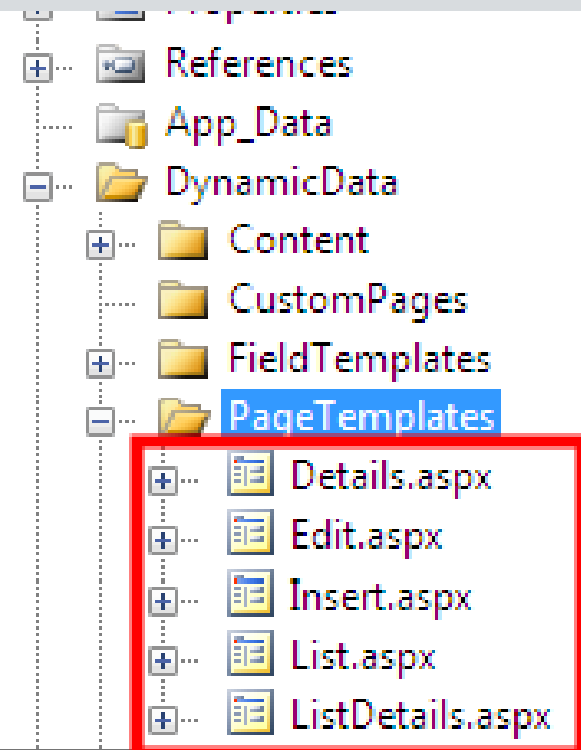 References
App_Data
DynamicData
Content
CustomPages
FieldTemplates
PageTemplates
Details.aspx
Edit.aspx
Insert.aspx
List.aspx
ListDetails.aspx